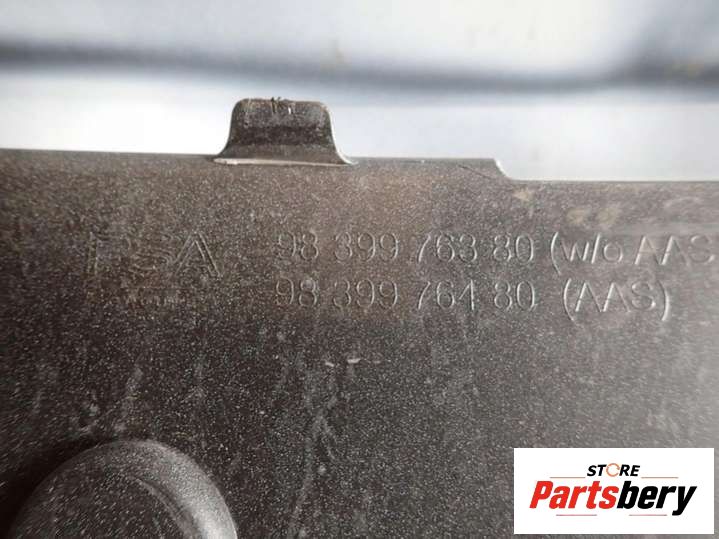 PSA 98 399 763 80 (w/o AAS
98 399 764 80 (AAS)
STORE
Partsbery